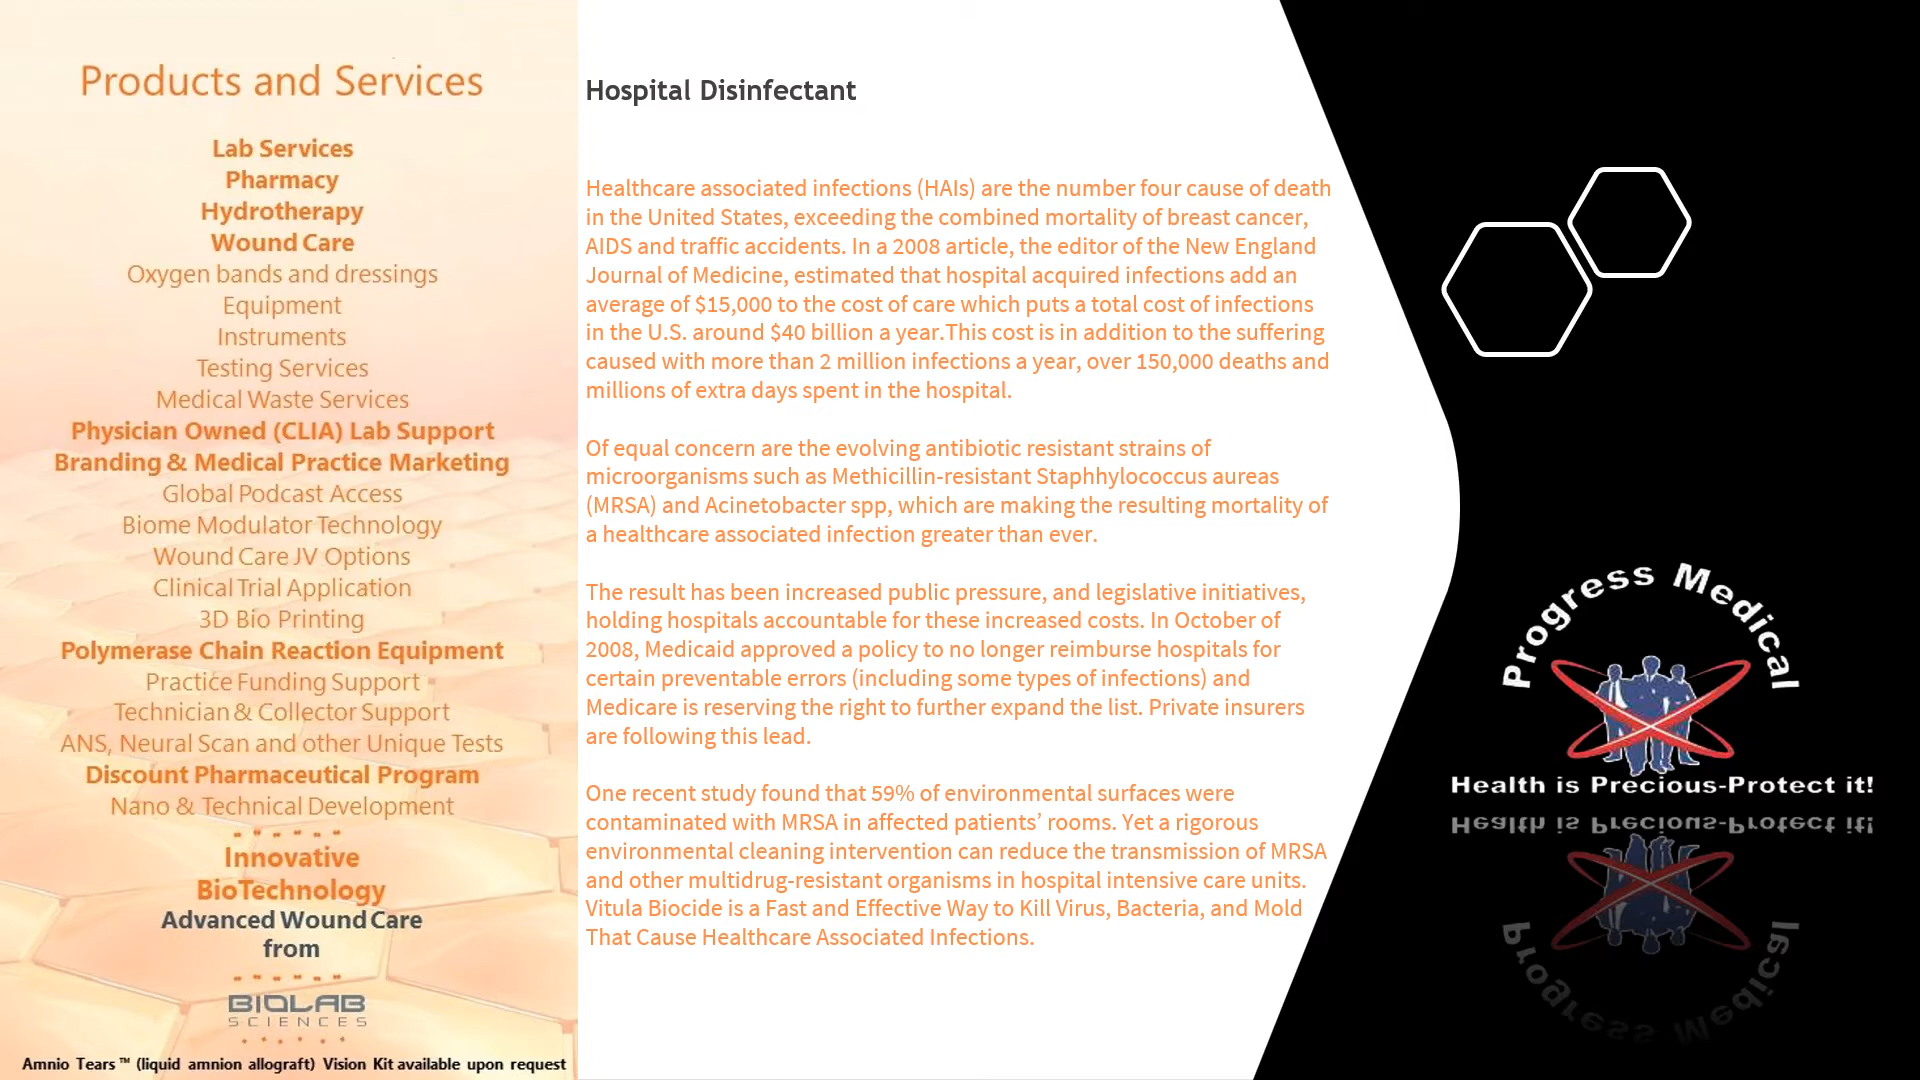 Products and Services
Lab Services
Pharmacy
Hydrotherapy
Wound Care
Oxygen bands and dressings
Equipment
Instruments
Testing Services
Medical Waste Services
Physician Owned (CLIA) Lab Support
Branding & Medical Practice Marketing
Global Podcast Access
Biome Modulator Technology
Wound Care JV Options
Clinical Trial Application
3D Bio Printing
Polymerase Chain Reaction Equipment
Practice Funding Support
Technician & Collector Support
ANS, Neural Scan and other Unique Tests
Discount Pharmaceutical Program
Nano & Technical Development
Innovative
BioTechnology
Advanced Wound Care
from
BIOLAB
SCIENCES
Amnio Tears™ (liquid amnion allograft) Vision Kit available upon request
Hospital Disinfectant
Healthcare associated infections (HAIs) are the number four cause of death
in the United States, exceeding the combined mortality of breast cancer,
AIDS and traffic accidents. In a 2008 article, the editor of the New England
Journal of Medicine, estimated that hospital acquired infections add an
average of $15,000 to the cost of care which puts a total cost of infections
in the U.S. around $40 billion a year.This cost is in addition to the suffering
caused with more than 2 million infections a year, over 150,000 deaths and
millions of extra days spent in the hospital.
Of equal concern are the evolving antibiotic resistant strains of
microorganisms such as Methicillin-resistant Staphhylococcus aureas
(MRSA) and Acinetobacter spp, which are making the resulting mortality of
a healthcare associated infection greater than ever.
The result has been increased public pressure, and legislative initiatives,
holding hospitals accountable for these increased costs. In October of
2008, Medicaid approved a policy to no longer reimburse hospitals for
certain preventable errors (including some types of infections) and
Medicare is reserving the right to further expand the list. Private insurers
are following this lead.
One recent study found that 59% of environmental surfaces were
contaminated with MRSA in affected patients’ rooms. Yet a rigorous
environmental cleaning intervention can reduce the transmission of MRSA
and other multidrug-resistant organisms in hospital intensive care units.
Vitula Biocide is a Fast and Effective Way to Kill Virus, Bacteria, and Mold
That Cause Healthcare Associated Infections.
Progress Medical
Health is Precious-Protect it!